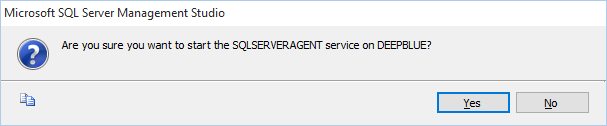 Microsoft SQL Server Management Studio
Are you sure you want to start the SQLSERVERAGENT service on DEEPBLUE?
Yes
No